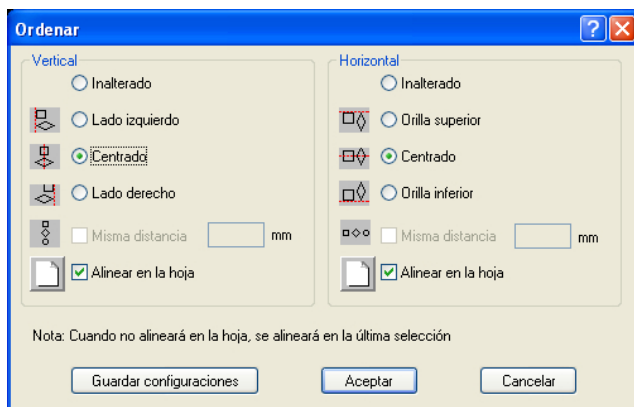 Ordenar
Vertical
Inalterado
Lado izquierdo
Centrado
Lado derecho
Misma distancia mm
Alinear en la hoja
Horizontal
Inalterado
Orilla superior
Centrado
Orilla inferior
Misma distancia mm
Alinear en la hoja
Nota: Cuando no alineará en la hoja, se alineará en la última selección
Guardar configuraciones Aceptar Cancelar